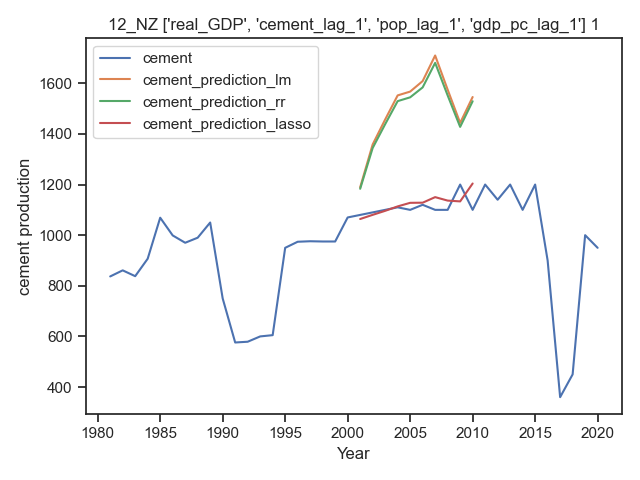 12_NZ ['real_GDP', 'cement_lag_1', 'pop_lag_1', 'gdp_pc_lag_1'] 1
cement
cement_prediction_lm
cement_prediction_rr
cement_prediction_lasso
1600
1400
1200
1000
800
600
400
cement production
1980 1985 1990 1995 2000 2005 2010 2015 2020
Year